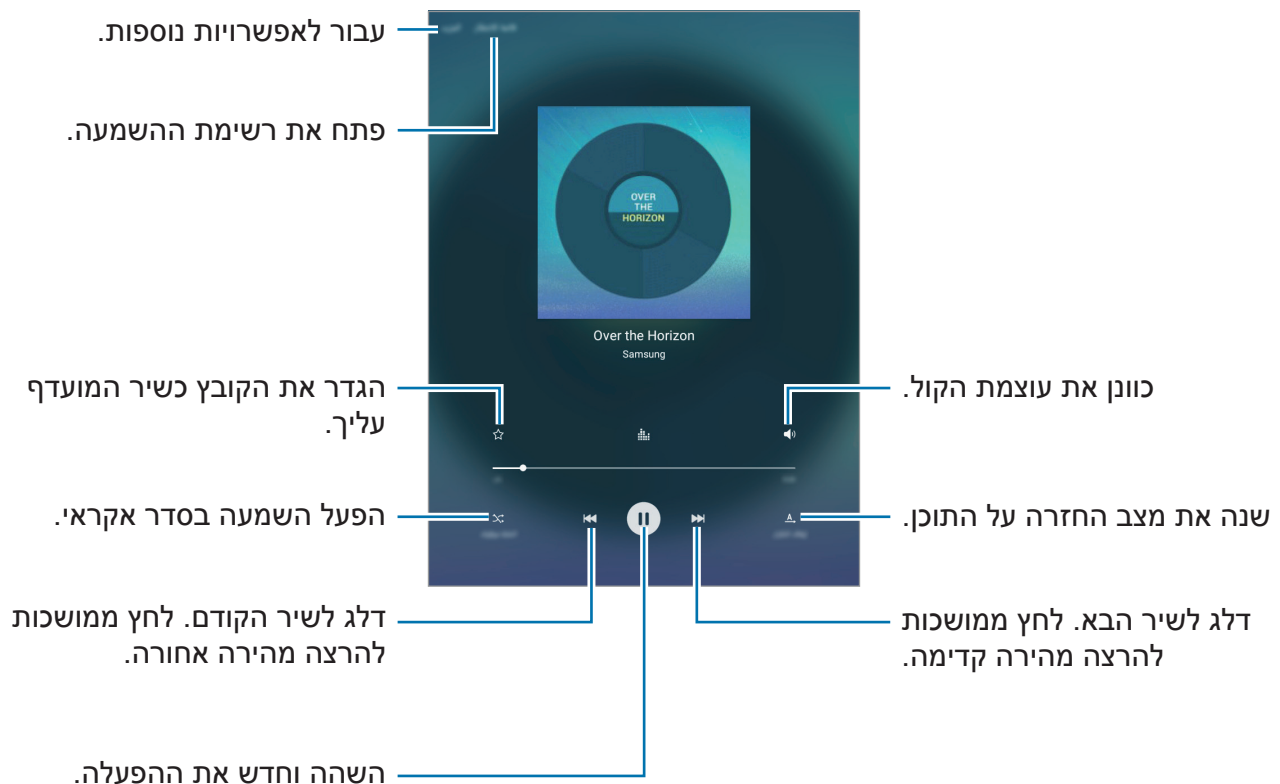 עבור לאפשרויות נוספות.
פתח את רשימת ההשמעה.
OVER
THE
HORIZON
Over the Horizon
Samsung
הגדר את הקובץ כשיר המועדף
עליך.
כוונן את עוצמת הקול.
הפעל השמעה בסדר אקראי.
שנה את מצב החזרה על התוכן.
דלג לשיר הקודם. לחץ ממושכות
להרצה מהירה אחורה.
דלג לשיר הבא. לחץ ממושכות
להרצה מהירה קדימה.
השהה וחדש את ההפעלה.